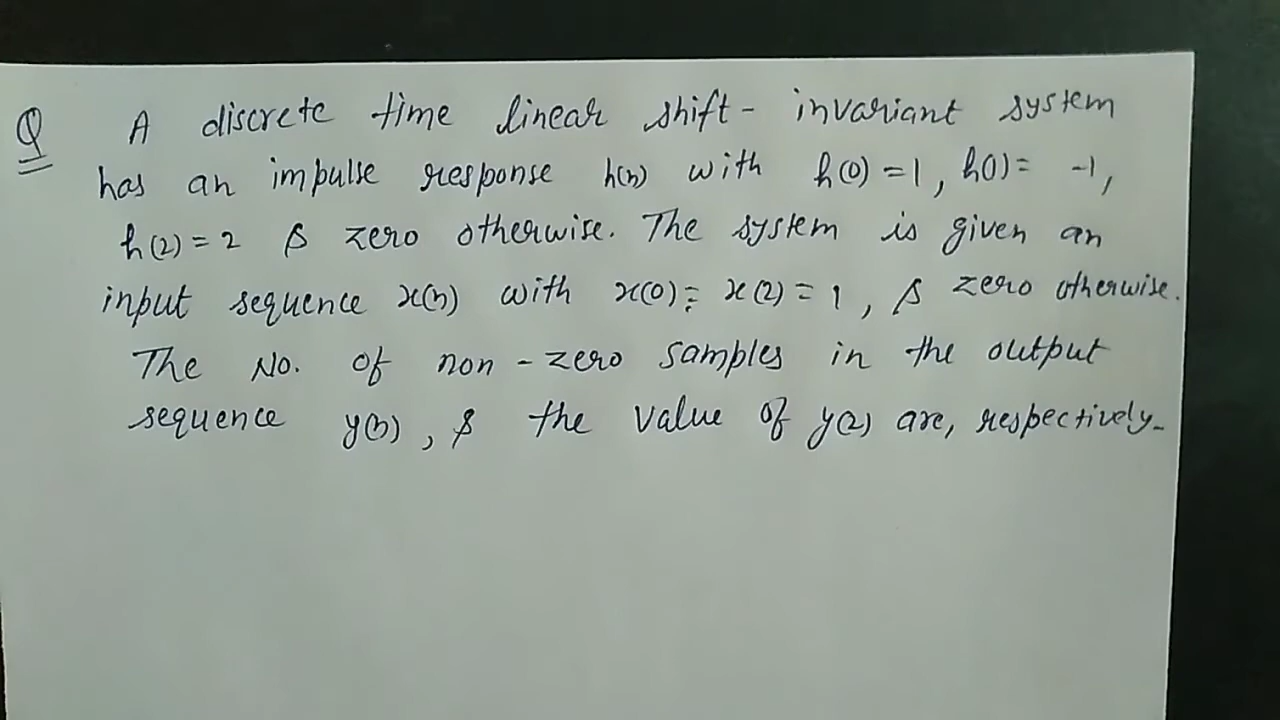 Q A discrete time linear shift - invariant system
has an impulse response h(n) with h(0) = 1, h(1) = -1,
h(2) = 2 & zero otherwise. The system is given an
input sequence x(n) with x(0) = x(2) = 1, & zero otherwise.
The No. of non - zero samples in the output
sequence y(n), & the value of y(2) are, respectively-